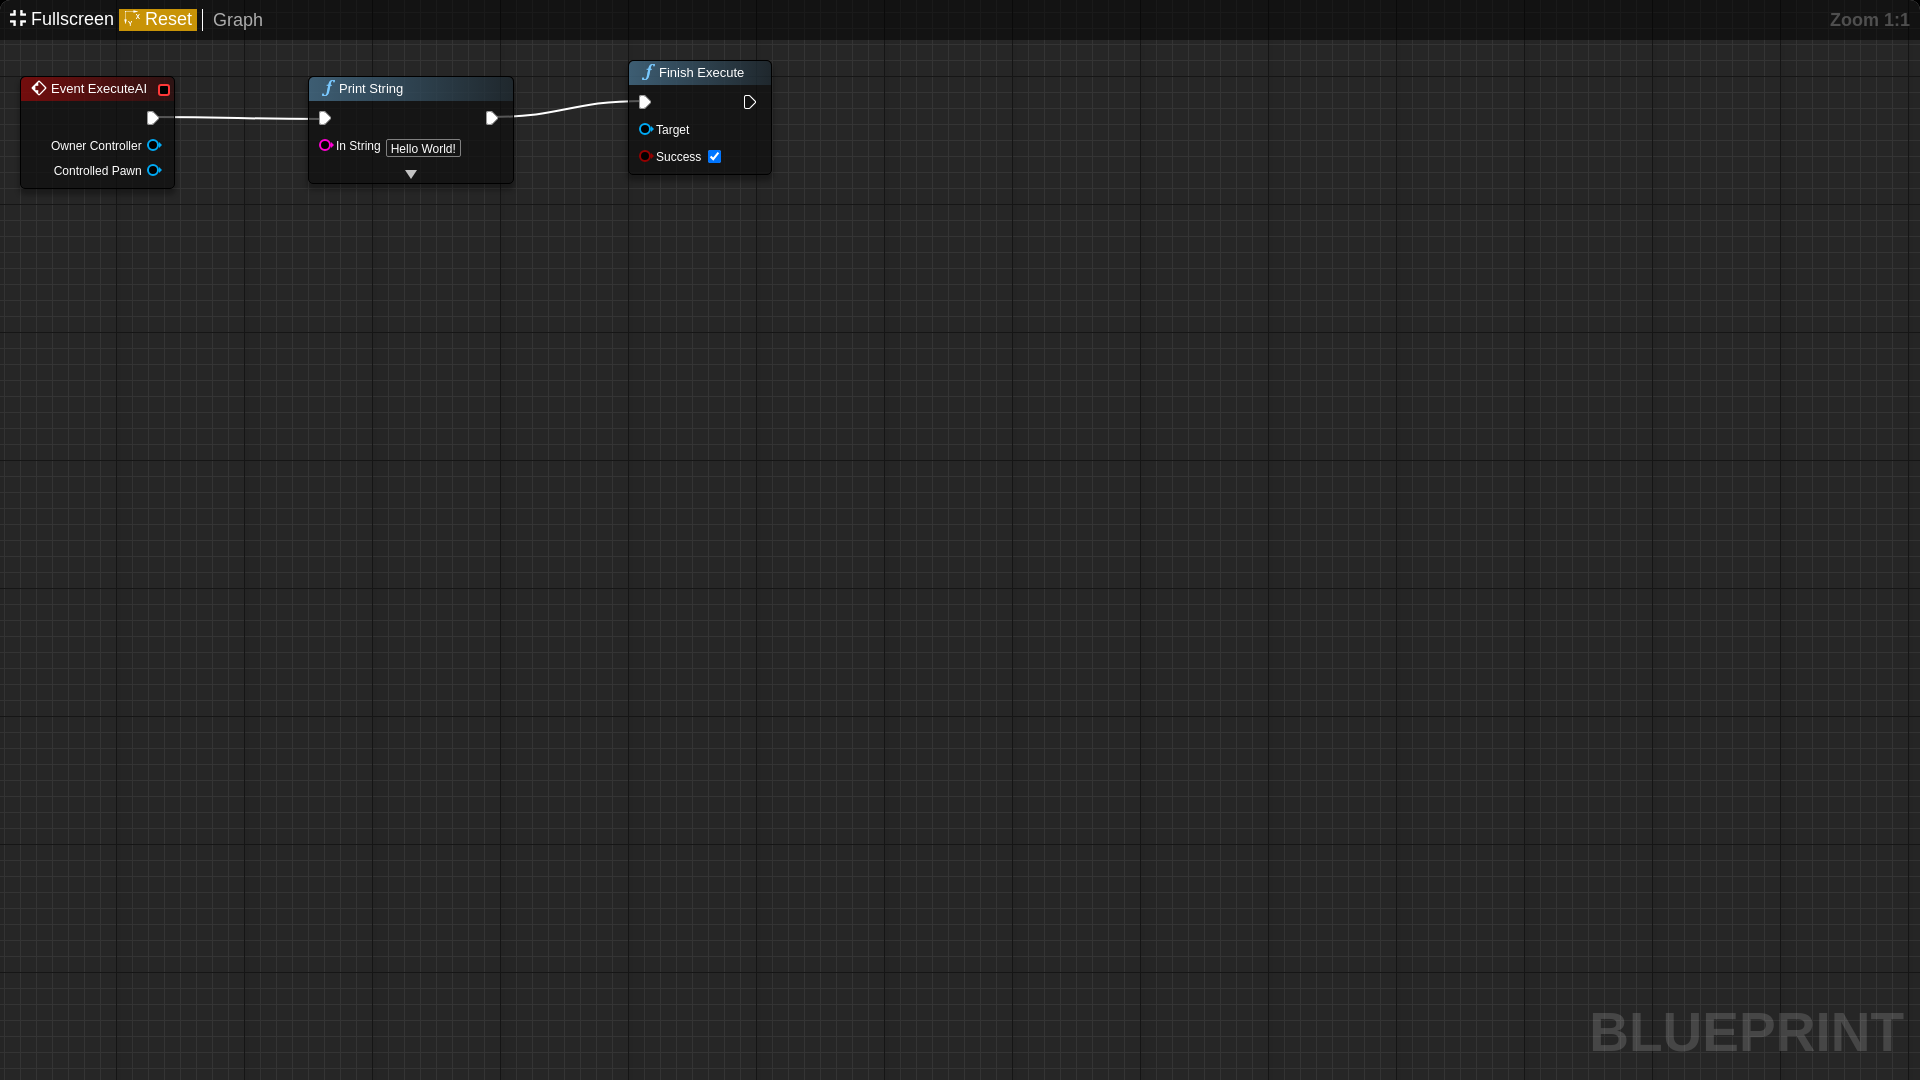 Fullscreen Reset Graph Zoom 1:1
Event ExecuteAI
Owner Controller
Controlled Pawn
Print String
In String Hello World!
Finish Execute
Target
Success
BLUEPRINT